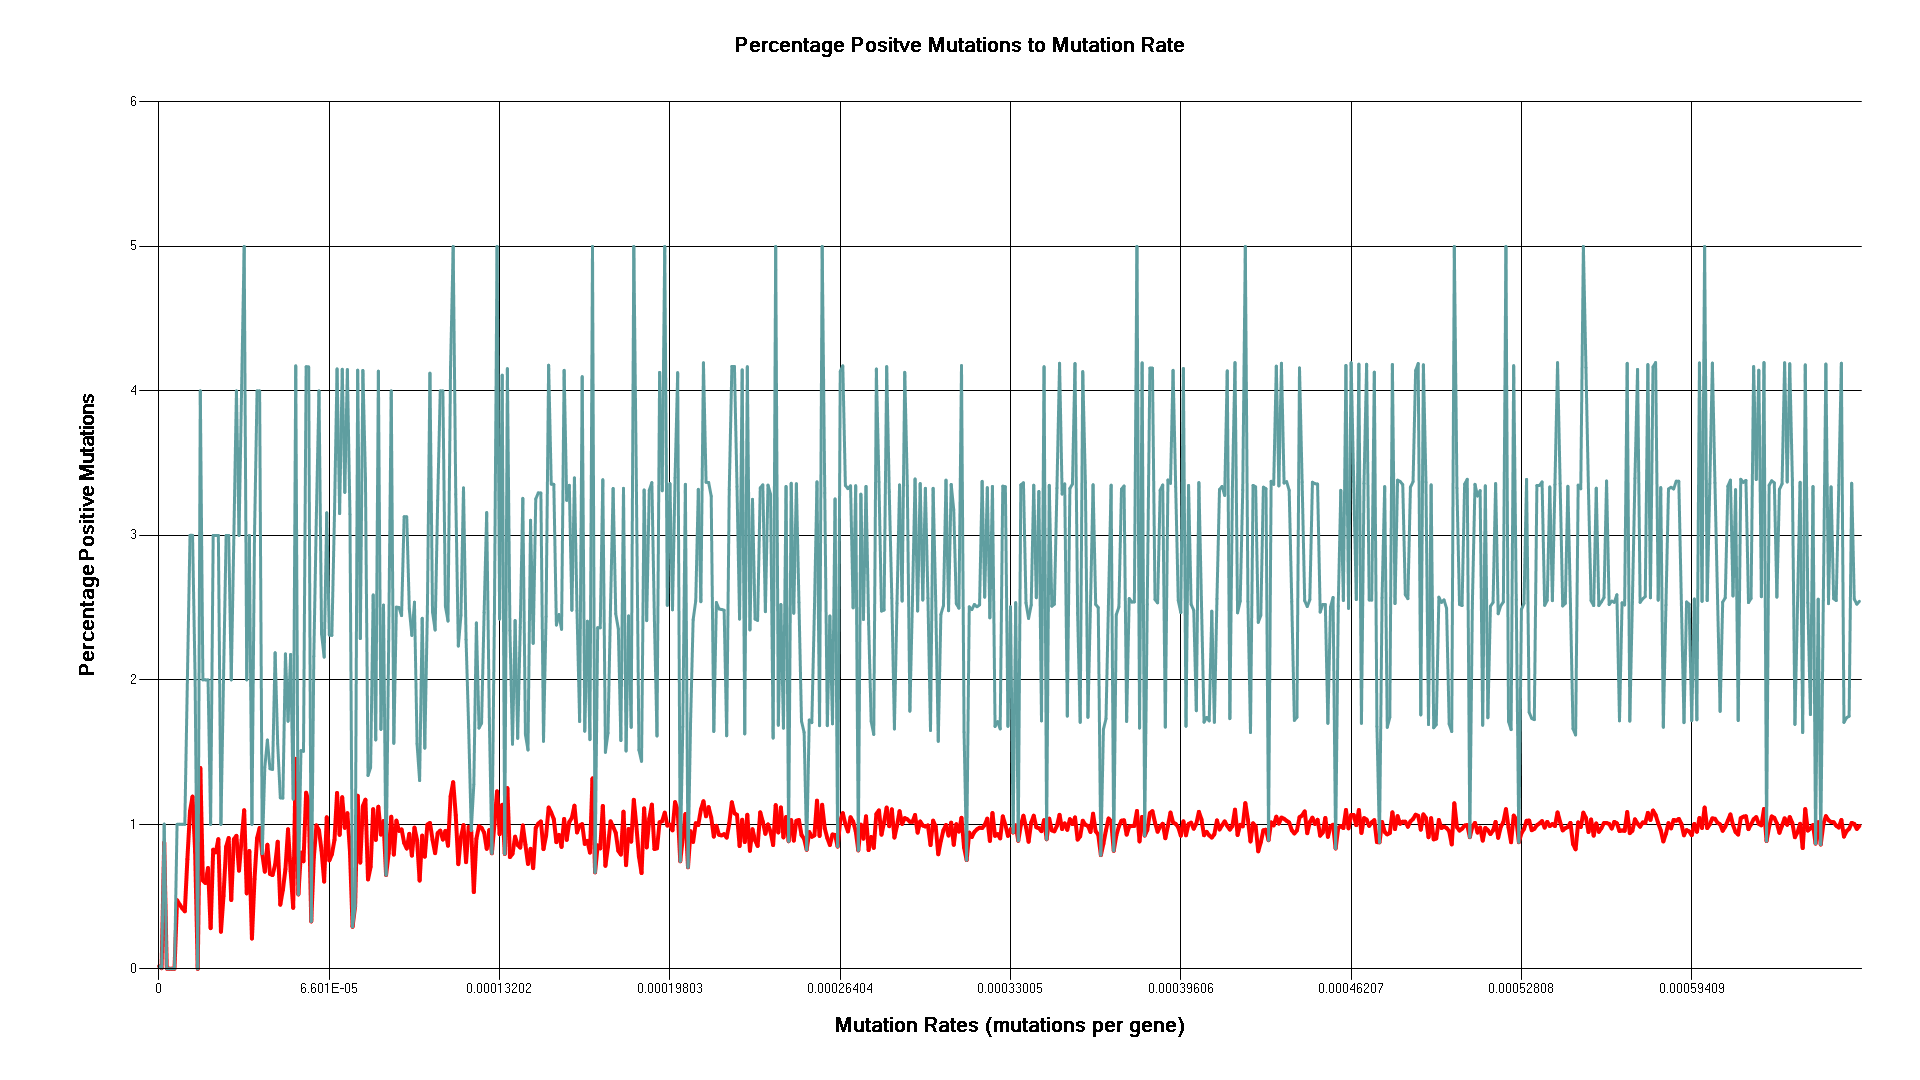 Percentage Positve Mutations to Mutation Rate
6
5
4
3
2
1
0
Percentage Positive Mutations
0 6.601E-05 0.00013202 0.00019803 0.00026404 0.00033005 0.00039606 0.00046207 0.00052808 0.00059409
Mutation Rates (mutations per gene)